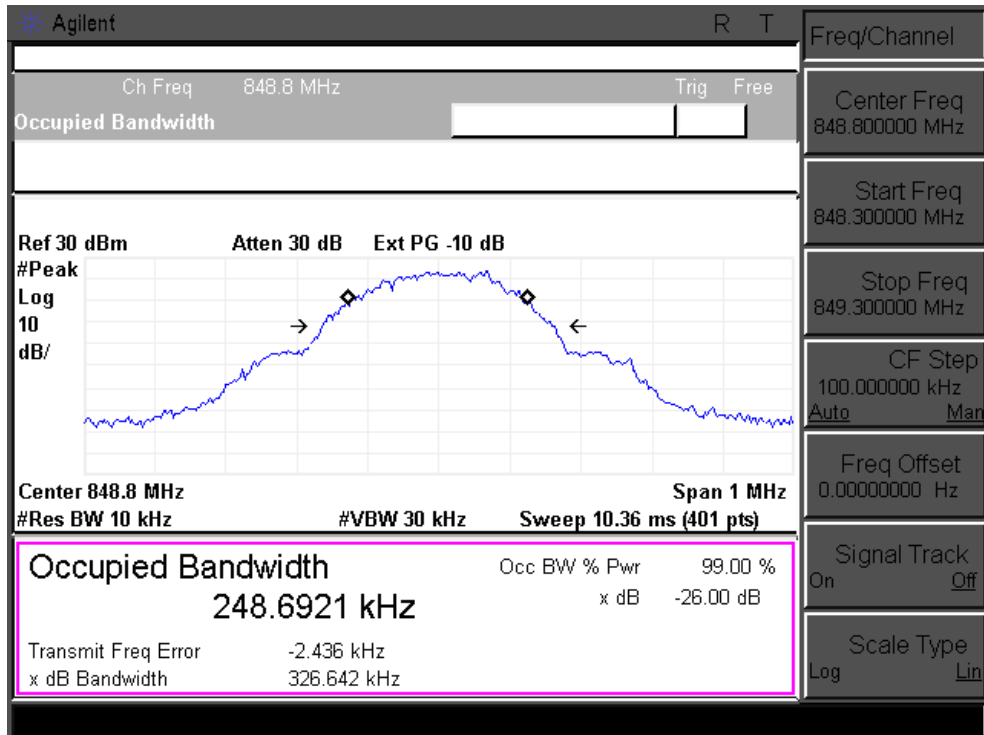 Agilent R T
Ch Freq 848.8 MHz Trig Free
Occupied Bandwidth
Ref 30 dBm Atten 30 dB Ext PG -10 dB
#Peak
Log
10
dB/
Center 848.8 MHz Span 1 MHz
#Res BW 10 kHz #VBW 30 kHz Sweep 10.36 ms (401 pts)
Occupied Bandwidth Occ BW % Pwr 99.00 %
248.6921 kHz x dB -26.00 dB
Transmit Freq Error -2.436 kHz
x dB Bandwidth 326.642 kHz
Freq/Channel
Center Freq
848.800000 MHz
Start Freq
848.300000 MHz
Stop Freq
849.300000 MHz
CF Step
100.000000 kHz
Auto Man
Freq Offset
0.00000000 Hz
Signal Track
On Off
Scale Type
Log Lin